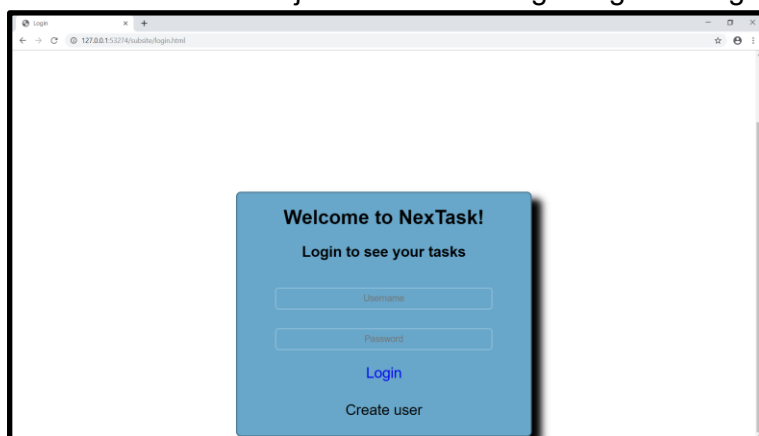 Login
127.0.0.1:53274/subsite/login.html
Welcome to NexTask!
Login to see your tasks
Username
Password
Login
Create user